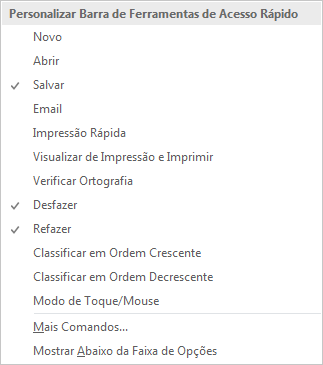 Personalizar Barra de Ferramentas de Acesso Rápido
Novo
Abrir
Salvar
Email
Impressão Rápida
Visualizar de Impressão e Imprimir
Verificar Ortografia
Desfazer
Refazer
Classificar em Ordem Crescente
Classificar em Ordem Decrescente
Modo de Toque/Mouse
Mais Comandos...
Mostrar Abaixo da Faixa de Opções